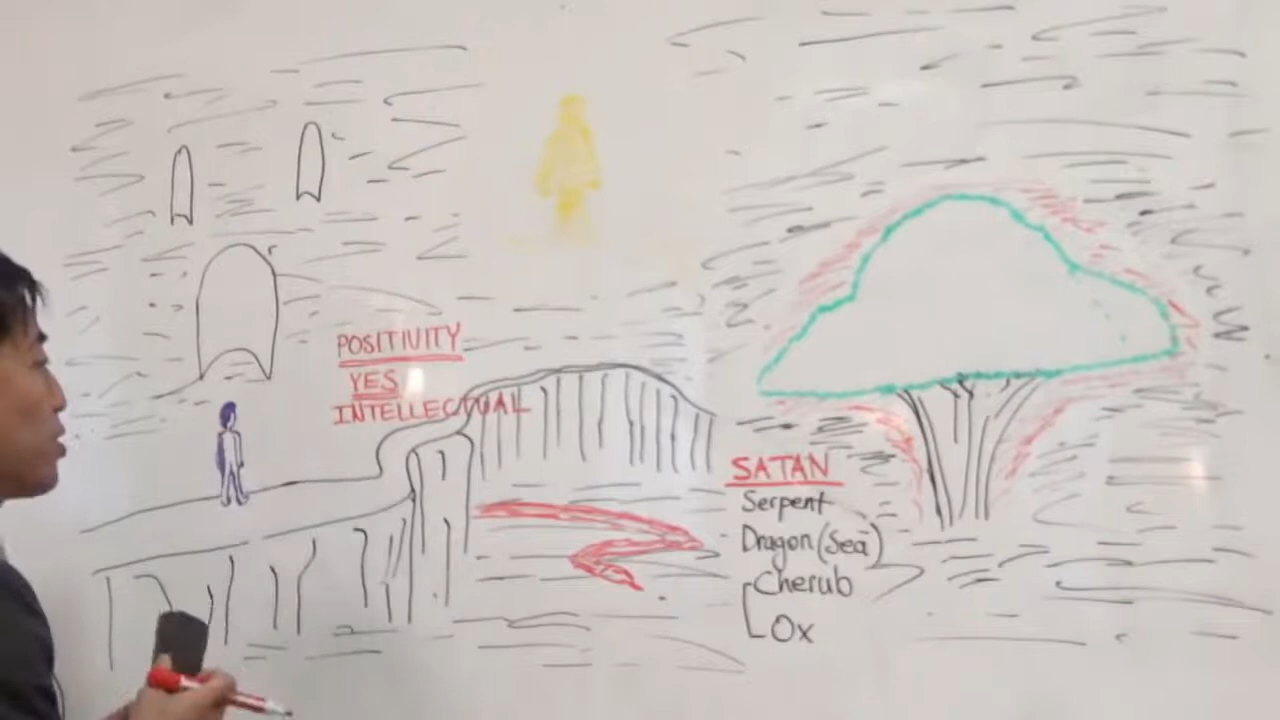 POSITIVITY
YES
INTELLECTUAL
SATAN
Serpent
Dragon (Sea)
Cherub
Ox